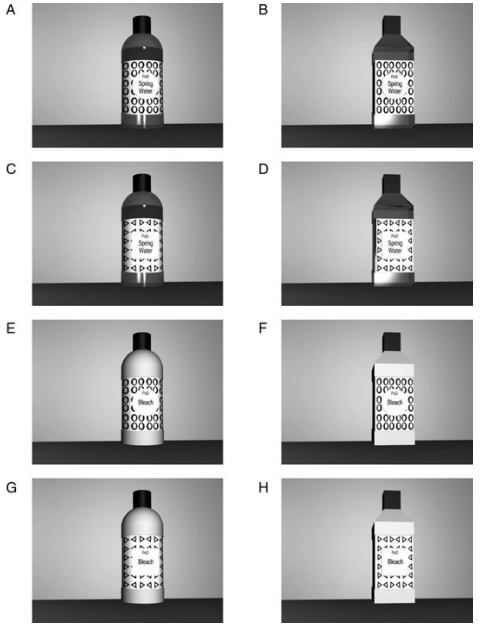 A
B
Spring
Water
Spring
Water
C
D
Spring
Water
Spring
Water
E
F
Bleach
Bleach
G
H
Bleach
Bleach